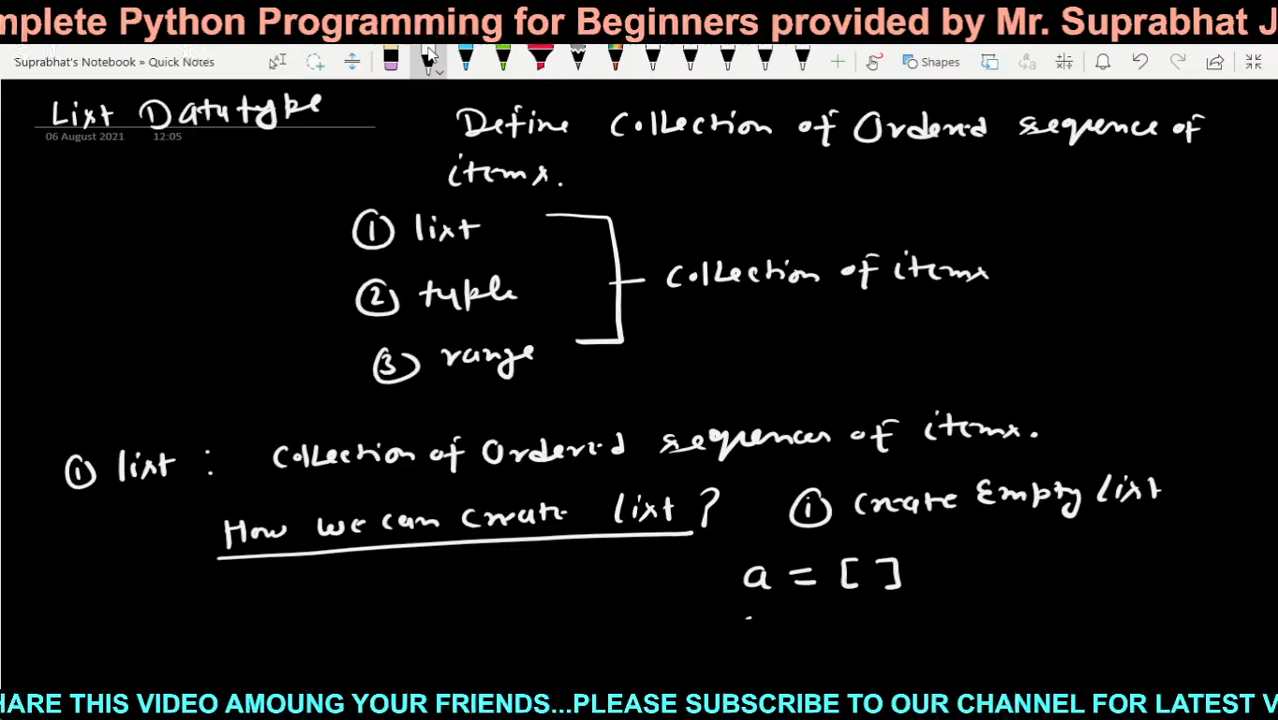 mplete Python Programming for Beginners provided by Mr. Suprabhat J
Suprabhat's Notebook » Quick Notes
Shapes
List Datatype
06 August 2021 12:05
Define Collection of Ordered sequence of
items.
① list
② tuple
③ range
Collection of items
① list : Collection of Ordered sequences of items.
How we can create list ?
① Create Empty list
a = [ ]
HARE THIS VIDEO AMOUNG YOUR FRIENDS...PLEASE SUBSCRIBE TO OUR CHANNEL FOR LATEST V